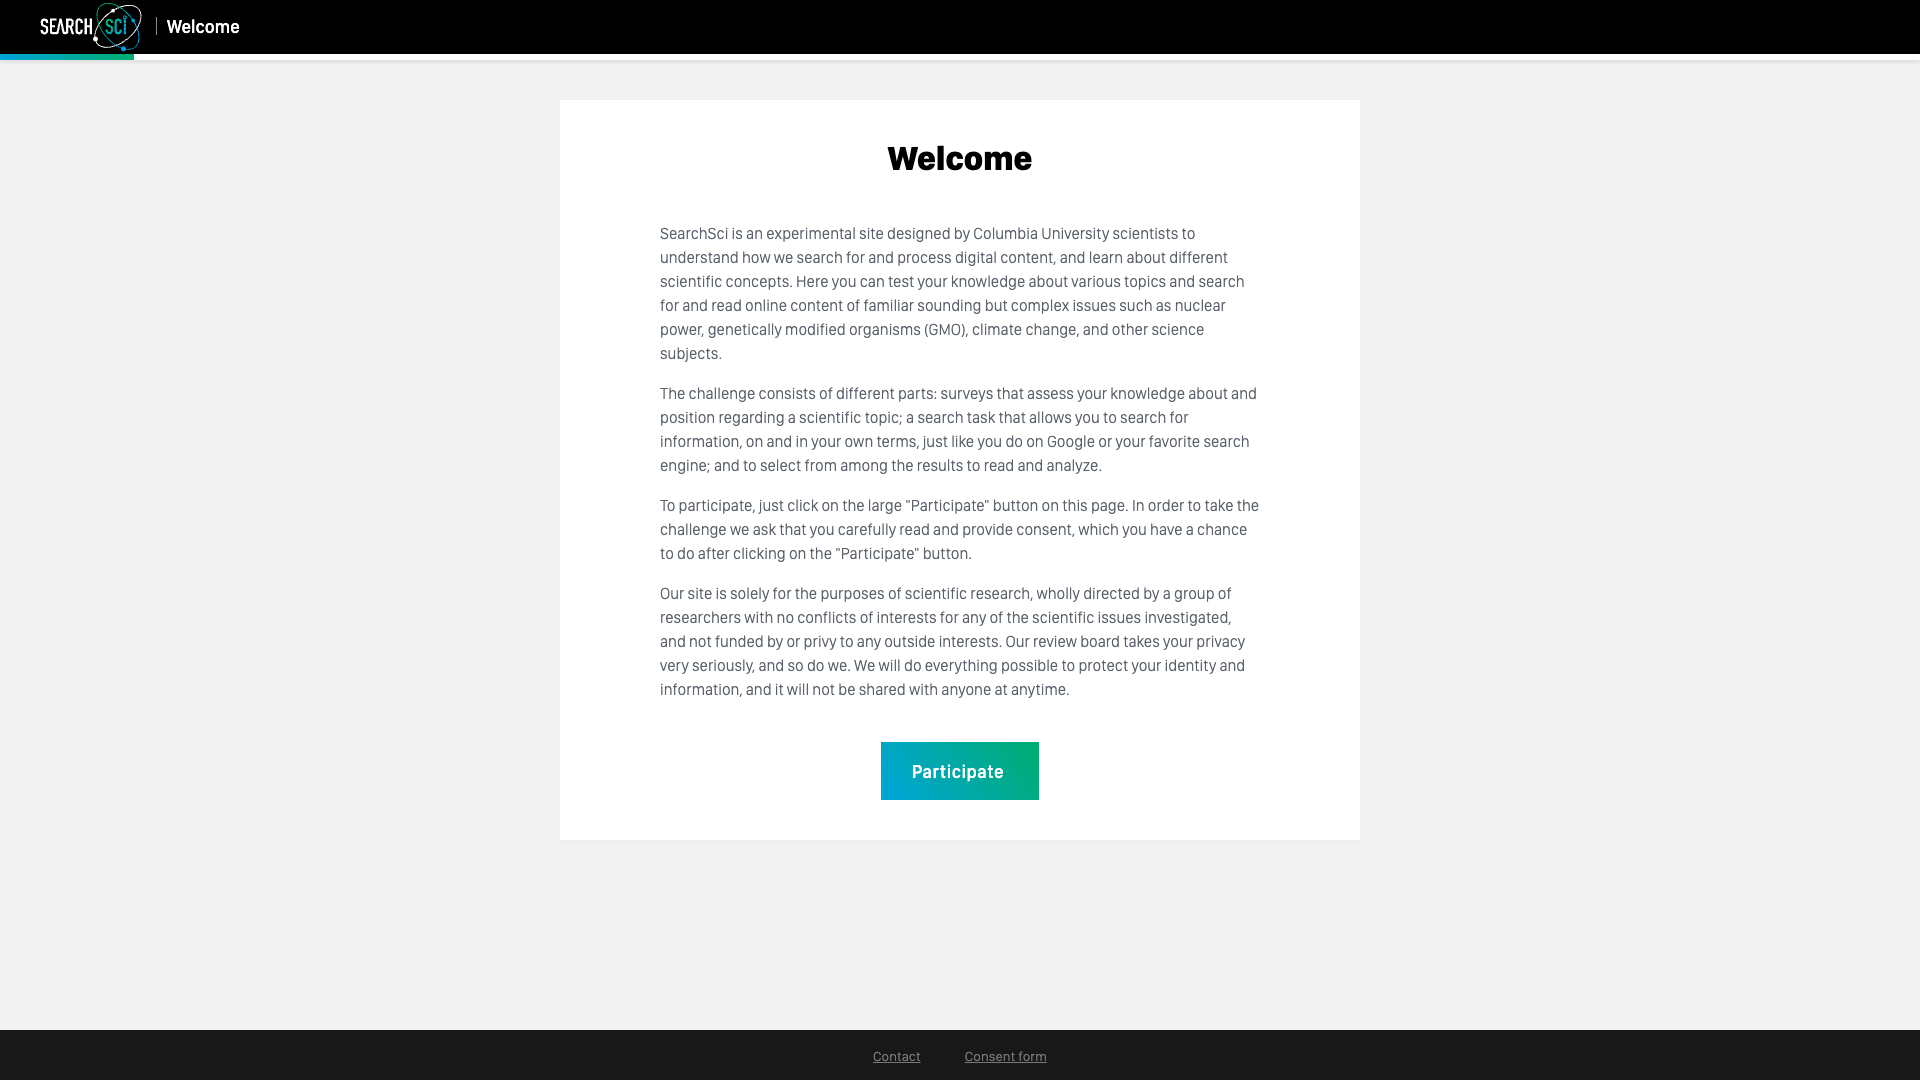 SEARCH SCI | Welcome
Welcome
SearchSci is an experimental site designed by Columbia University scientists to
understand how we search for and process digital content, and learn about different
scientific concepts. Here you can test your knowledge about various topics and search
for and read online content of familiar sounding but complex issues such as nuclear
power, genetically modified organisms (GMO), climate change, and other science
subjects.
The challenge consists of different parts: surveys that assess your knowledge about and
position regarding a scientific topic; a search task that allows you to search for
information, on and in your own terms, just like you do on Google or your favorite search
engine; and to select from among the results to read and analyze.
To participate, just click on the large "Participate" button on this page. In order to take the
challenge we ask that you carefully read and provide consent, which you have a chance
to do after clicking on the "Participate" button.
Our site is solely for the purposes of scientific research, wholly directed by a group of
researchers with no conflicts of interests for any of the scientific issues investigated,
and not funded by or privy to any outside interests. Our review board takes your privacy
very seriously, and so do we. We will do everything possible to protect your identity and
information, and it will not be shared with anyone at anytime.
Participate
Contact Consent form